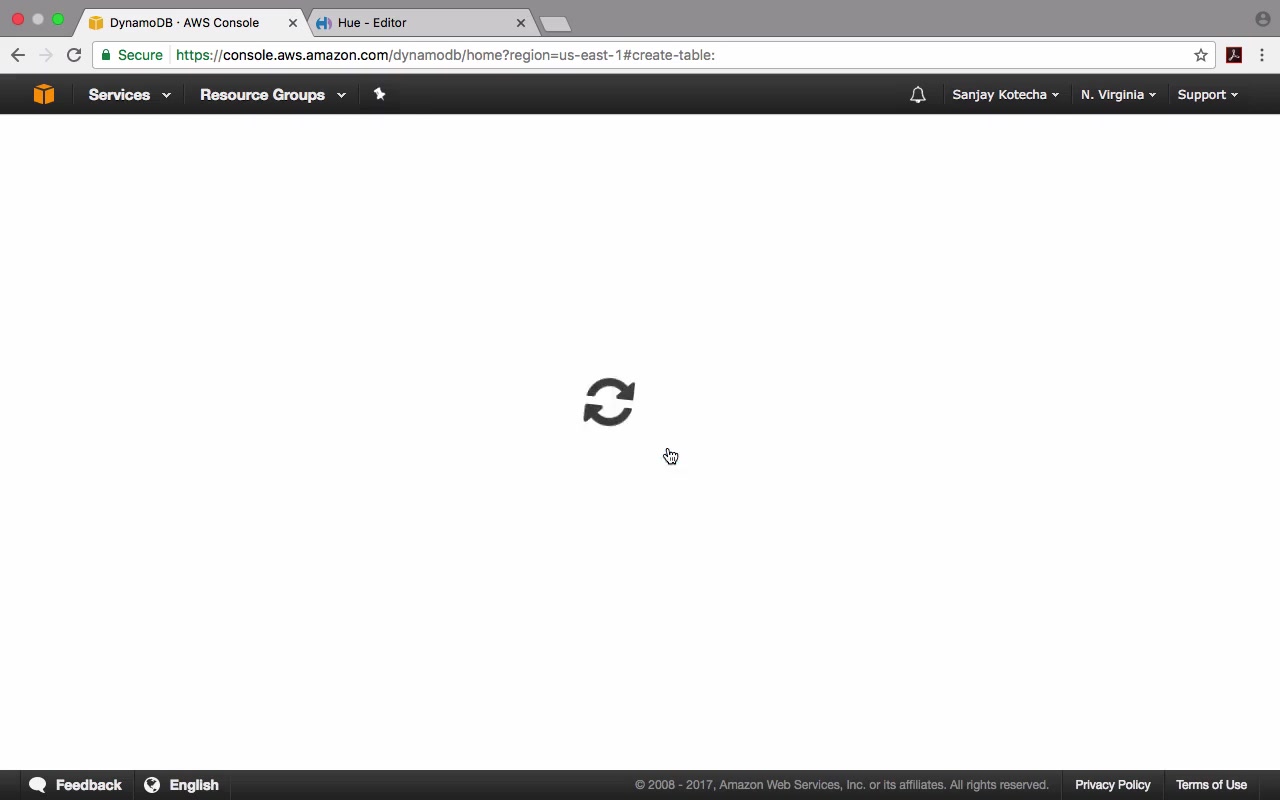 DynamoDB · AWS Console
Hue - Editor
Secure https://console.aws.amazon.com/dynamodb/home?region=us-east-1#create-table:
Services Resource Groups Sanjay Kotecha N. Virginia Support
Feedback English © 2008 - 2017, Amazon Web Services, Inc. or its affiliates. All rights reserved. Privacy Policy Terms of Use